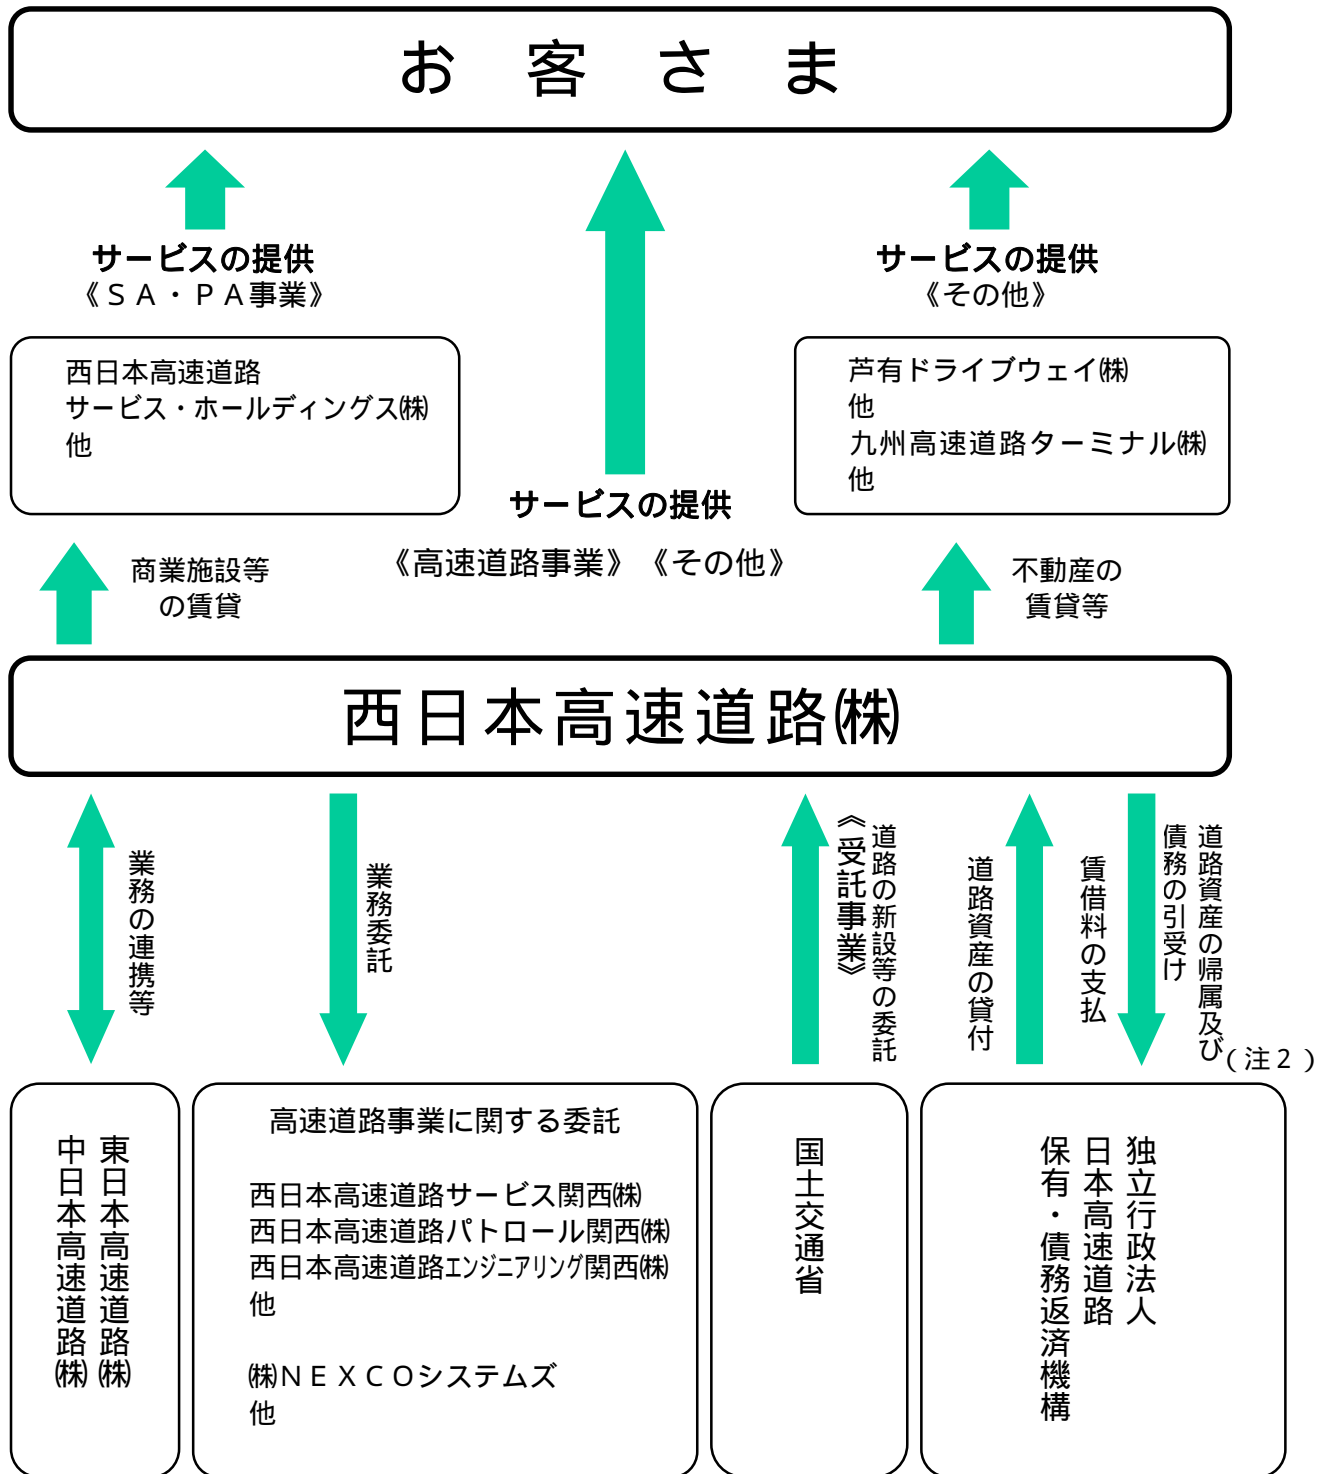 お客さま
サービスの提供
《ＳＡ・ＰＡ事業》
サービスの提供
《その他》
西日本高速道路
サービス・ホールディングス㈱
他
芦有ドライブウェイ㈱
他
九州高速道路ターミナル㈱
他
サービスの提供
《高速道路事業》《その他》
商業施設等
の賃貸
不動産の
賃貸等
西日本高速道路㈱
業務の連携等
業務委託
道路の新設等の委託
《受託事業》
道路資産の貸付
賃借料の支払
道路資産の帰属及び
債務の引受け
（注２）
東日本高速道路㈱
中日本高速道路㈱
高速道路事業に関する委託
西日本高速道路サービス関西㈱
西日本高速道路パトロール関西㈱
西日本高速道路エンジニアリング関西㈱
他
㈱ＮＥＸＣＯシステムズ
他
国土交通省
独立行政法人
日本高速道路
保有・債務返済機構